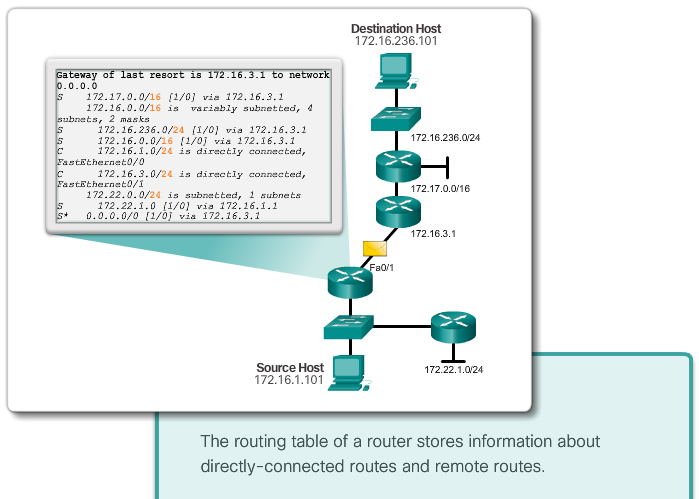 Destination Host
172.16.236.101
Gateway of last resort is 172.16.3.1 to network
0.0.0.0
S 172.17.0.0/16 [1/0] via 172.16.3.1
172.16.0.0/16 is variably subnetted, 4
subnets, 2 masks
S 172.16.236.0/24 [1/0] via 172.16.3.1
S 172.16.0.0/16 [1/0] via 172.16.3.1
C 172.16.1.0/24 is directly connected,
FastEthernet0/0
C 172.16.3.0/24 is directly connected,
FastEthernet0/1
172.22.0.0/24 is subnetted, 1 subnets
S 172.22.1.0 [1/0] via 172.16.1.1
S* 0.0.0.0/0 [1/0] via 172.16.3.1
172.16.236.0/24
172.17.0.0/16
172.16.3.1
Fa0/1
Source Host
172.16.1.101
172.22.1.0/24
The routing table of a router stores information about
directly-connected routes and remote routes.